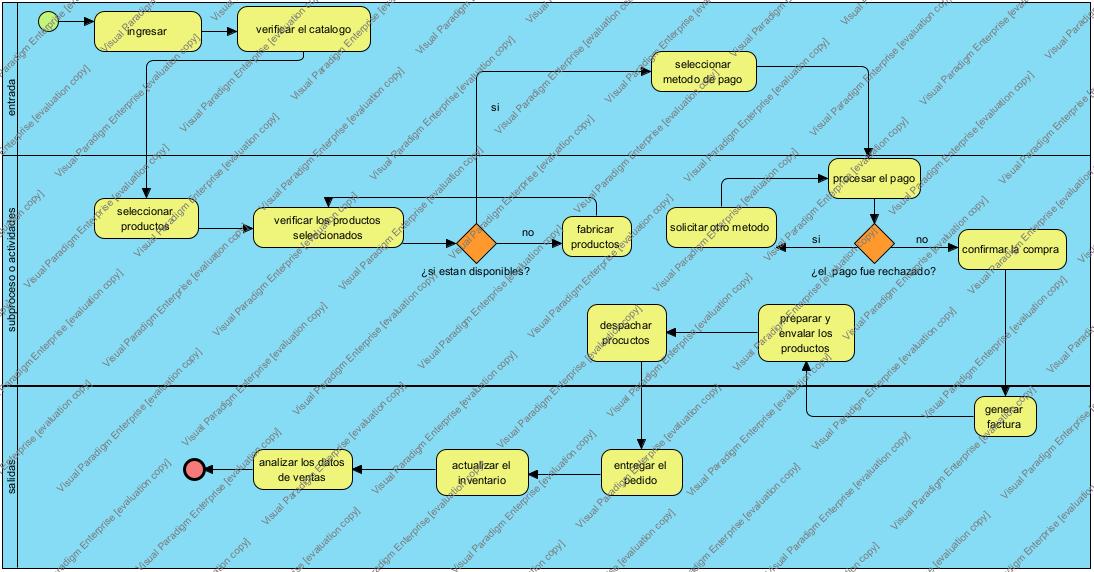 entrada
ingresar
verificar el catalogo
seleccionar
metodo de pago
si
subproceso o actividades
seleccionar
productos
verificar los productos
seleccionados
¿si estan disponibles?
no
fabricar
productos
solicitar otro metodo
procesar el pago
si
¿el pago fue rechazado?
no
confirmar la compra
despachar
procuctos
preparar y
envalar los
productos
salidas
generar
factura
analizar los datos
de ventas
actualizar el
inventario
entregar el
pedido
Visual Paradigm Enterprise [evaluation copy]